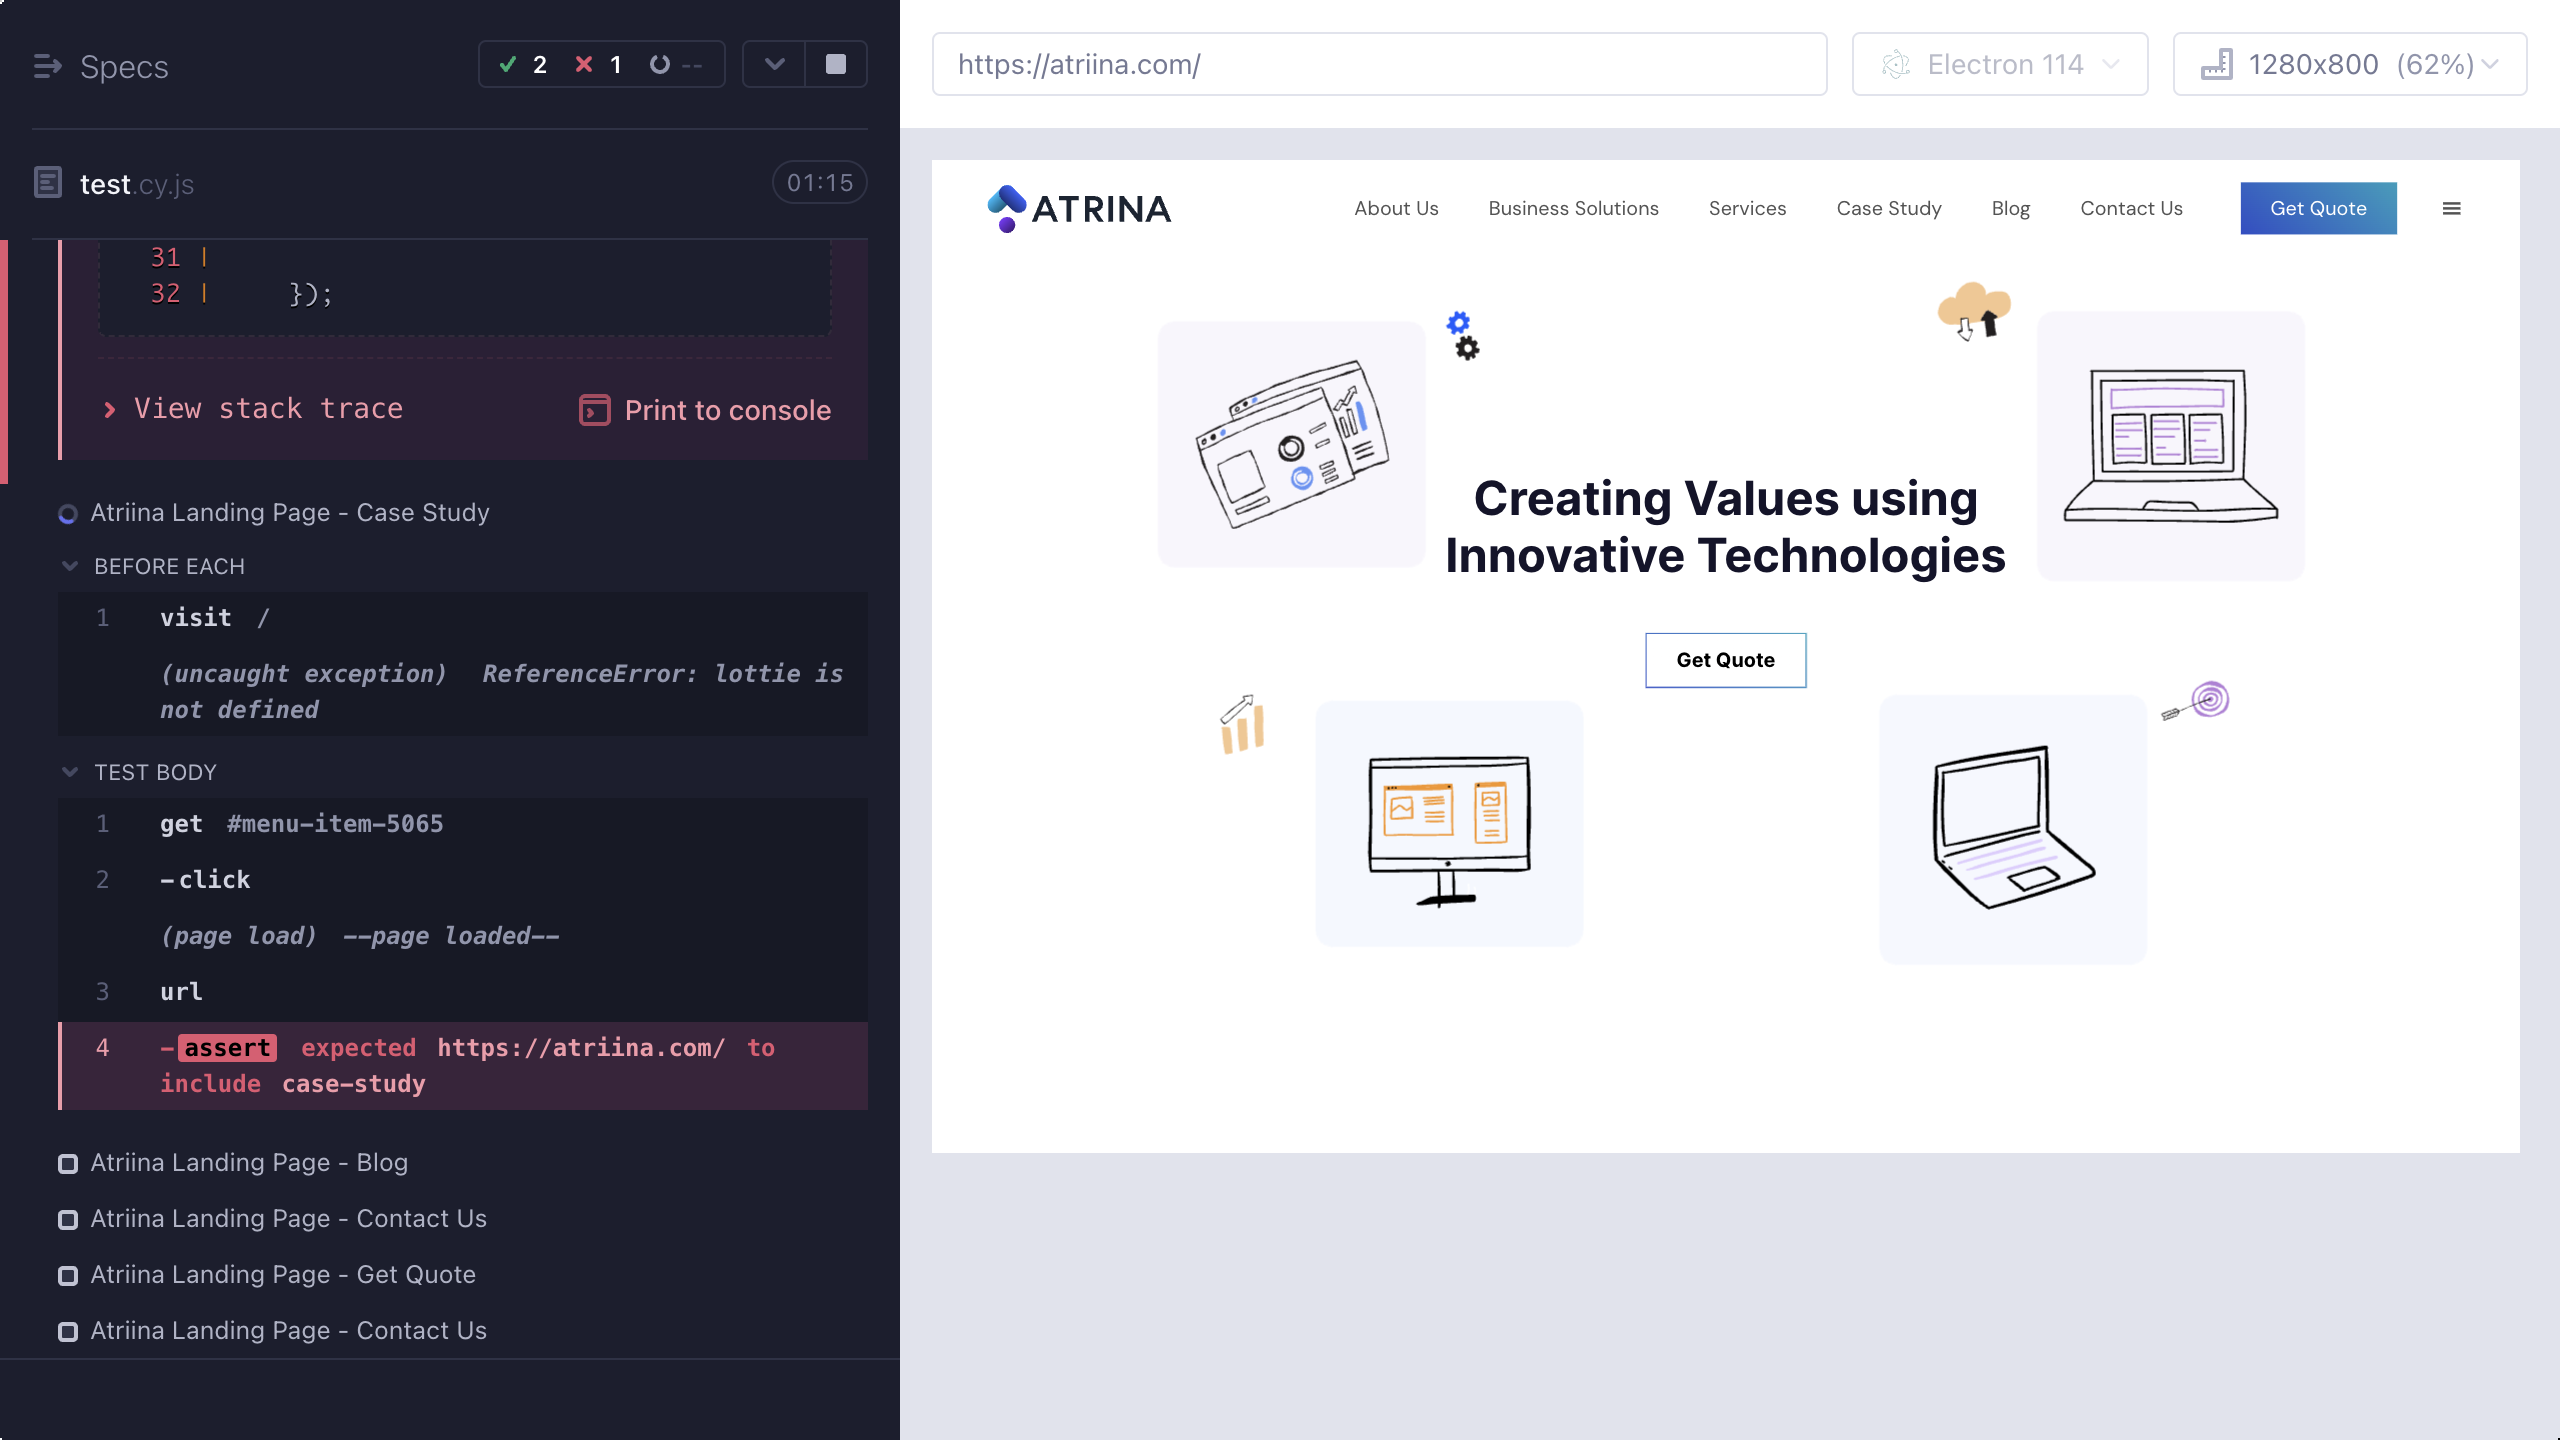 Specs
2 1 --
test.cy.js 01:15
31 |
32 | });
View stack trace
Print to console
Atriina Landing Page - Case Study
BEFORE EACH
1 visit /
(uncaught exception) ReferenceError: lottie is
not defined
TEST BODY
1 get #menu-item-5065
2 -click
(page load) --page loaded--
3 url
4 -assert expected https://atriina.com/ to
include case-study
Atriina Landing Page - Blog
Atriina Landing Page - Contact Us
Atriina Landing Page - Get Quote
Atriina Landing Page - Contact Us
https://atriina.com/
Electron 114
1280x800 (62%)
ATRINA
About Us Business Solutions Services Case Study Blog Contact Us Get Quote
Creating Values using
Innovative Technologies
Get Quote